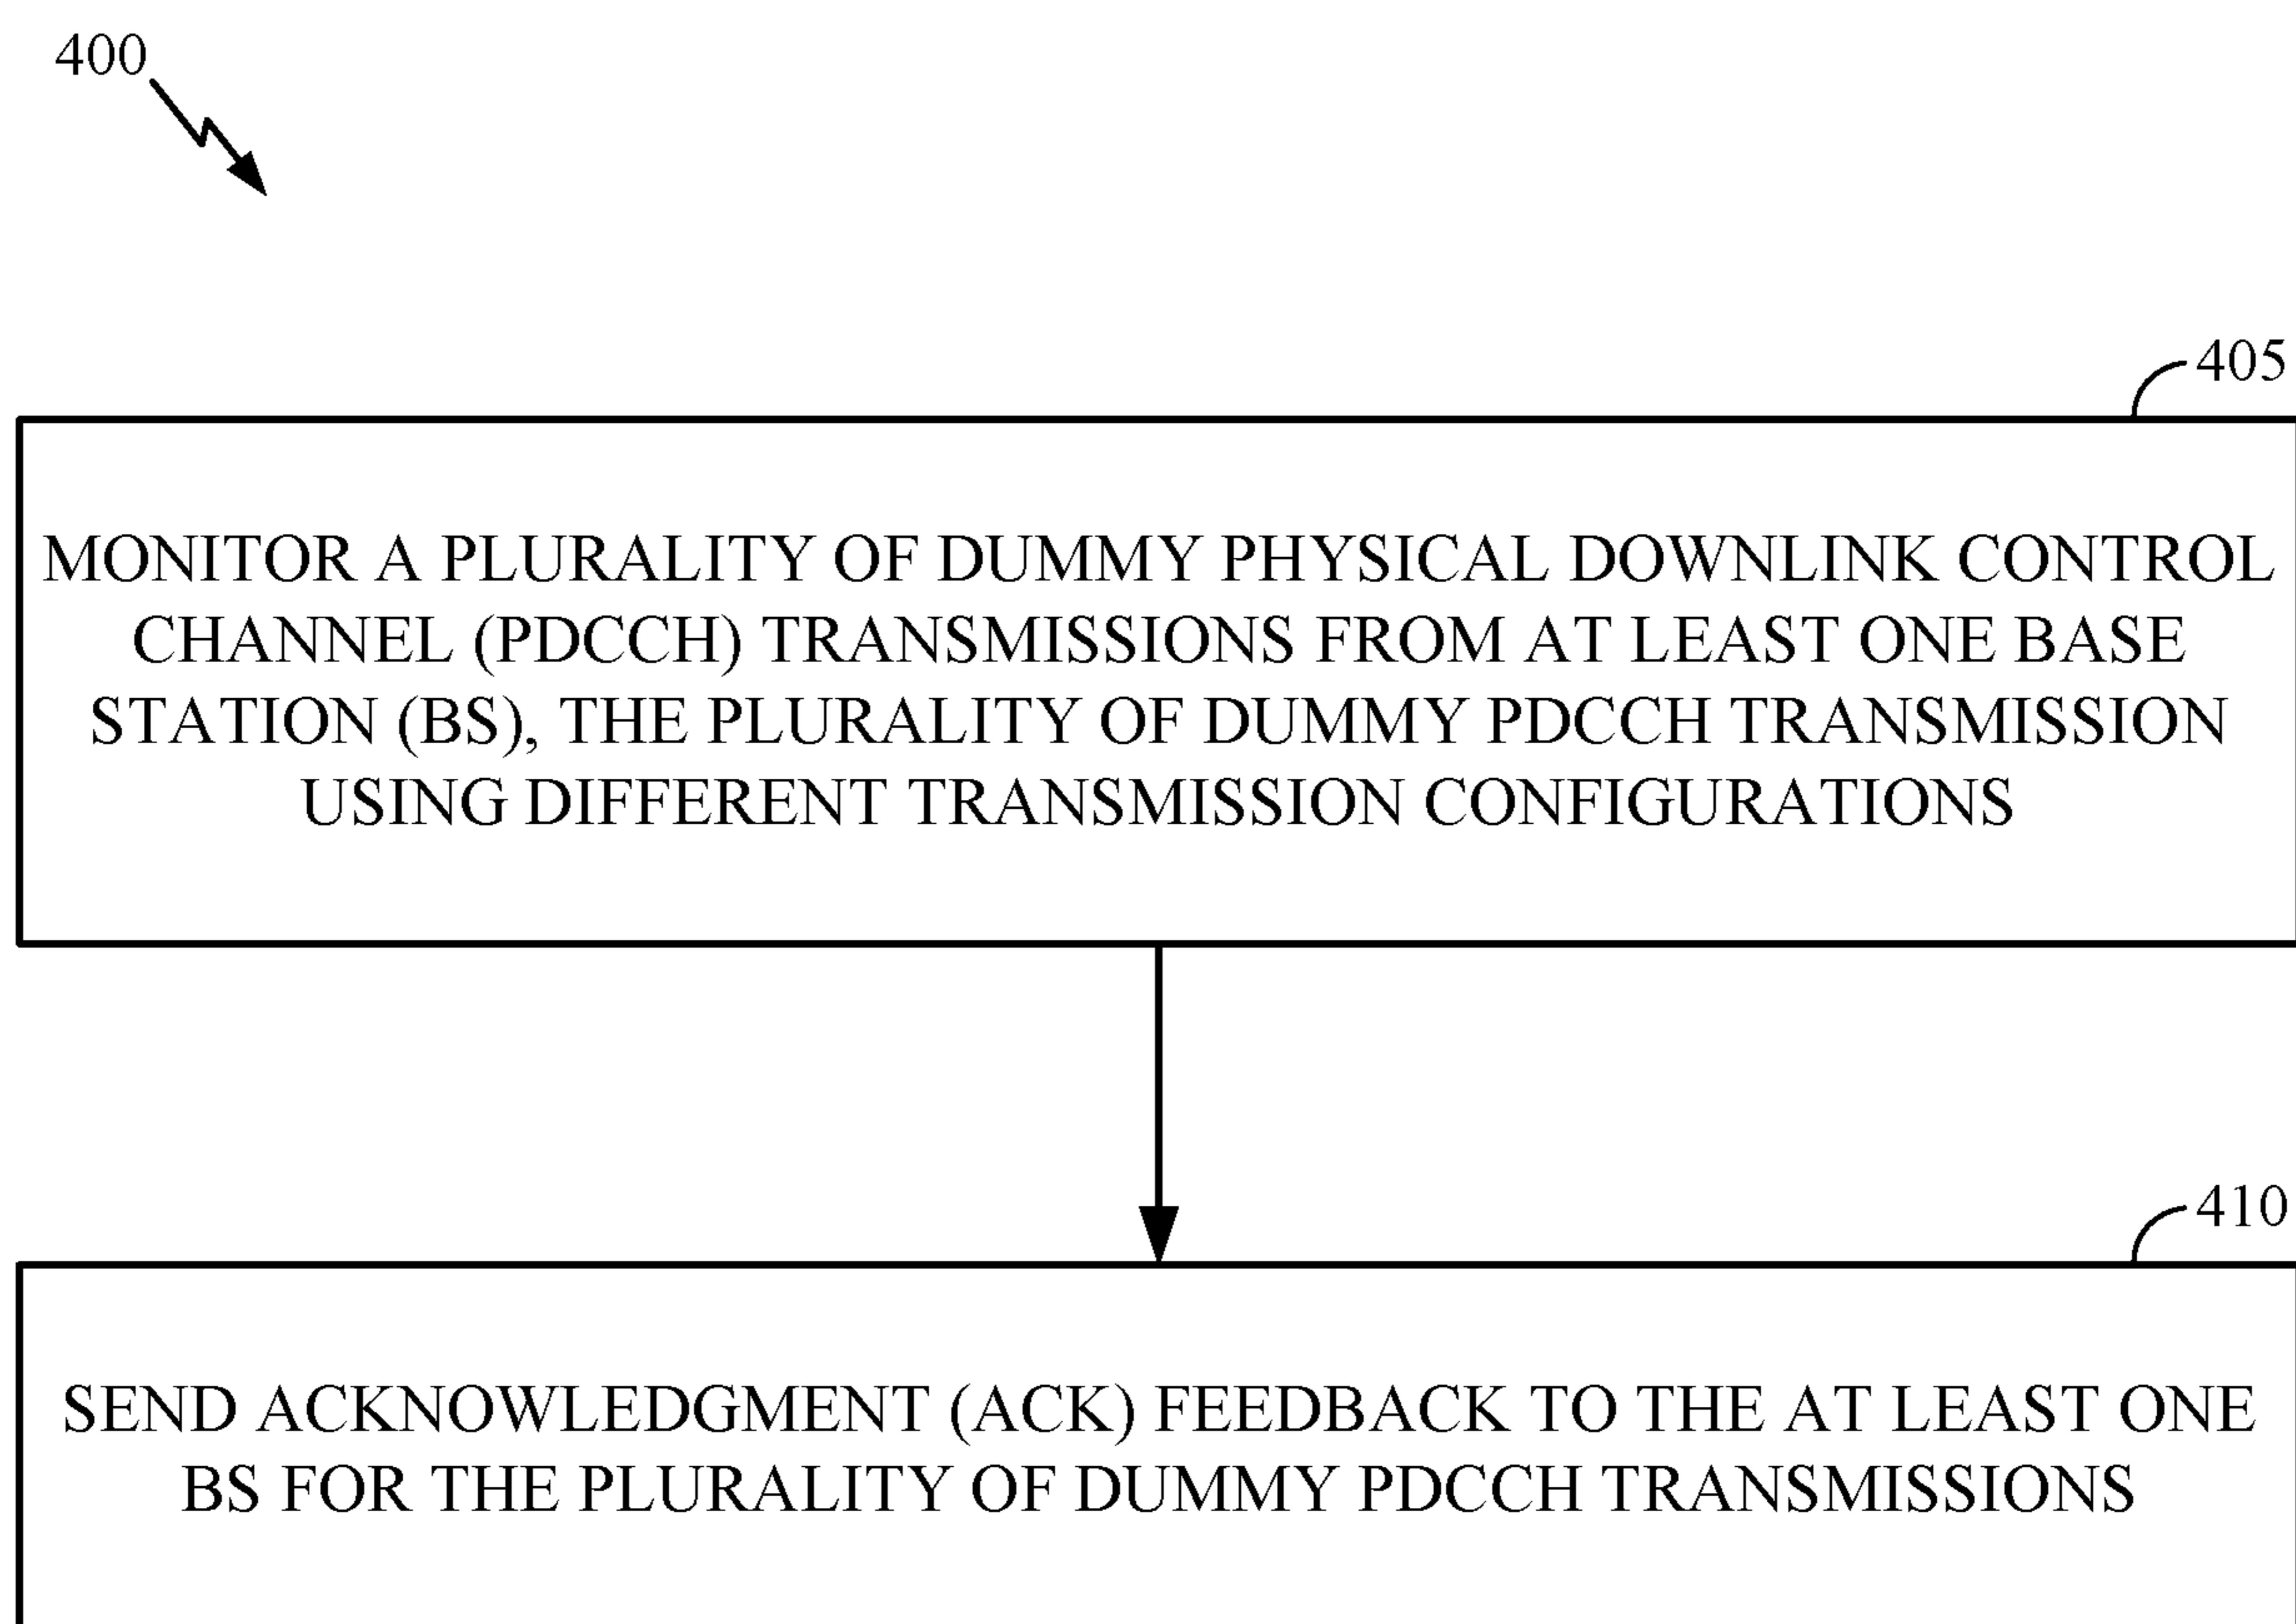 400
405
MONITOR A PLURALITY OF DUMMY PHYSICAL DOWNLINK CONTROL
CHANNEL (PDCCH) TRANSMISSIONS FROM AT LEAST ONE BASE
STATION (BS), THE PLURALITY OF DUMMY PDCCH TRANSMISSION
USING DIFFERENT TRANSMISSION CONFIGURATIONS
410
SEND ACKNOWLEDGMENT (ACK) FEEDBACK TO THE AT LEAST ONE
BS FOR THE PLURALITY OF DUMMY PDCCH TRANSMISSIONS